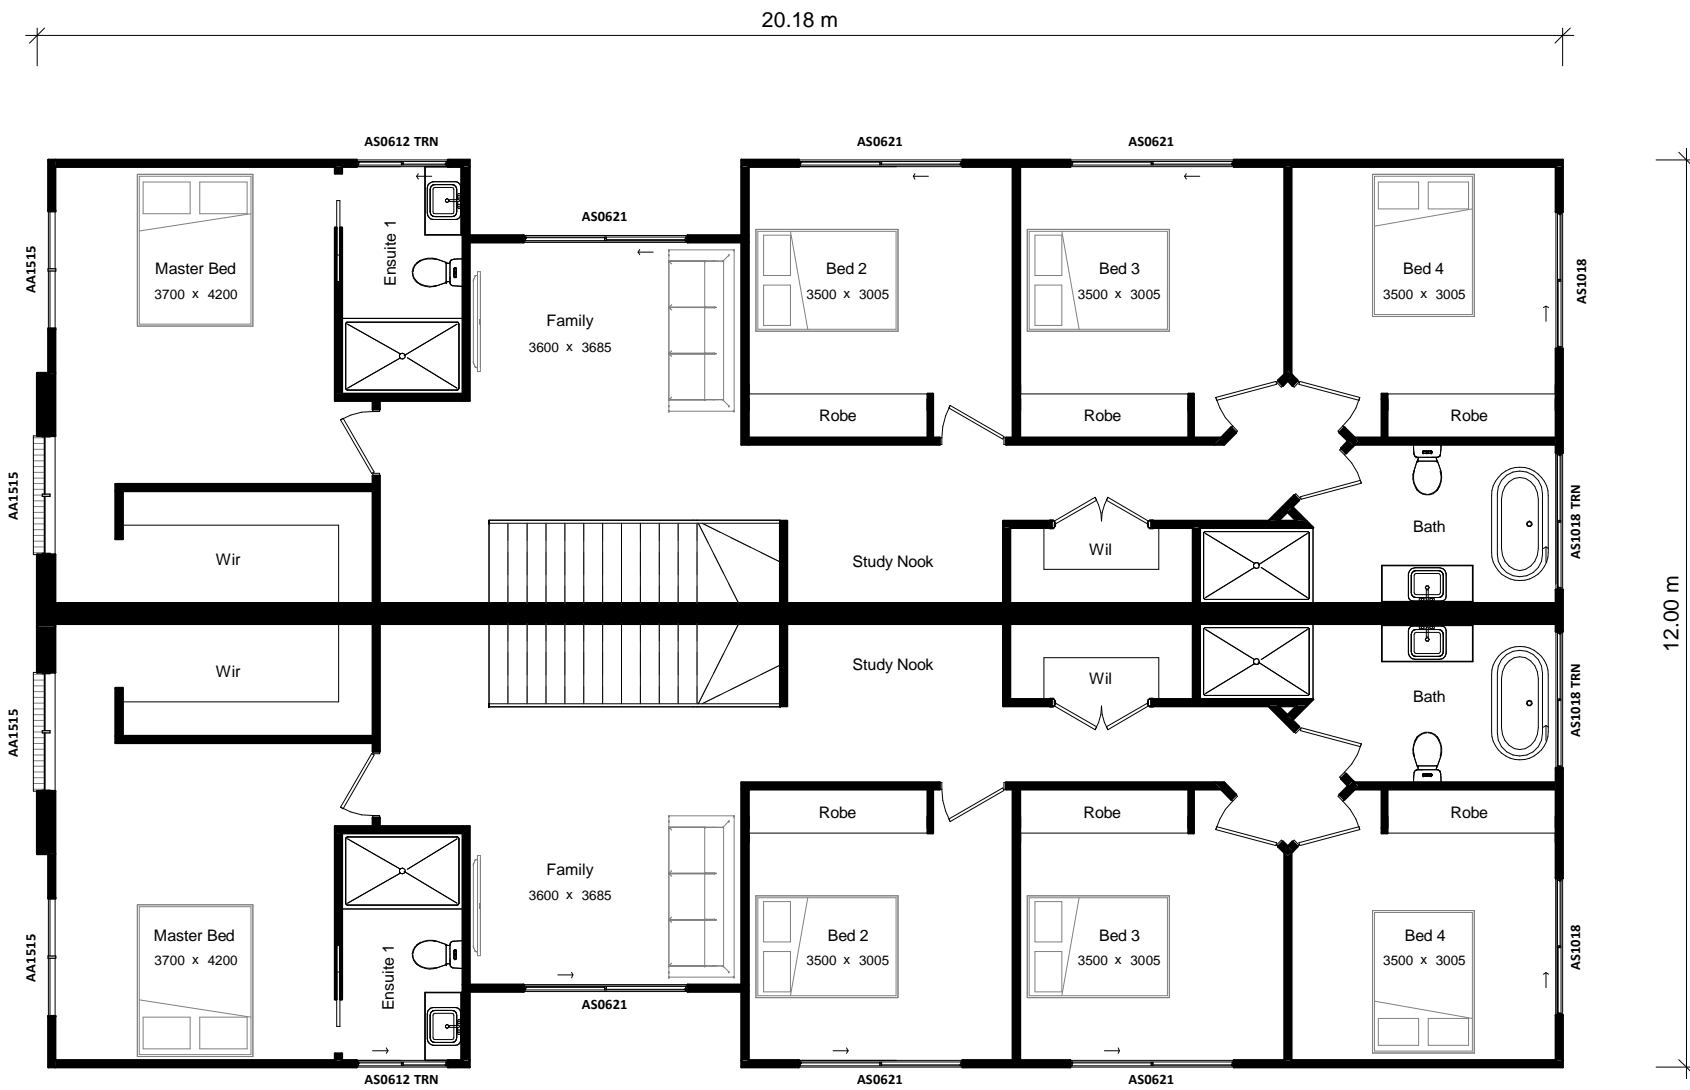 20.18 m
AS0612 TRN
AS0621
AS0621
AS0621
AA1515
Master Bed
3700 x 4200
Ensuite 1
Family
3600 x 3685
Bed 2
3500 x 3005
Bed 3
3500 x 3005
Bed 4
3500 x 3005
AS1018
Robe
Robe
Robe
AA1515
Wir
Study Nook
Wil
Bath
AS1018 TRN
12.00 m
Wir
Study Nook
Wil
Bath
AS1018 TRN
AA1515
Robe
Robe
Robe
Family
3600 x 3685
AA1515
Master Bed
3700 x 4200
Ensuite 1
Bed 2
3500 x 3005
Bed 3
3500 x 3005
Bed 4
3500 x 3005
AS1018
AS0621
AS0612 TRN
AS0621
AS0621